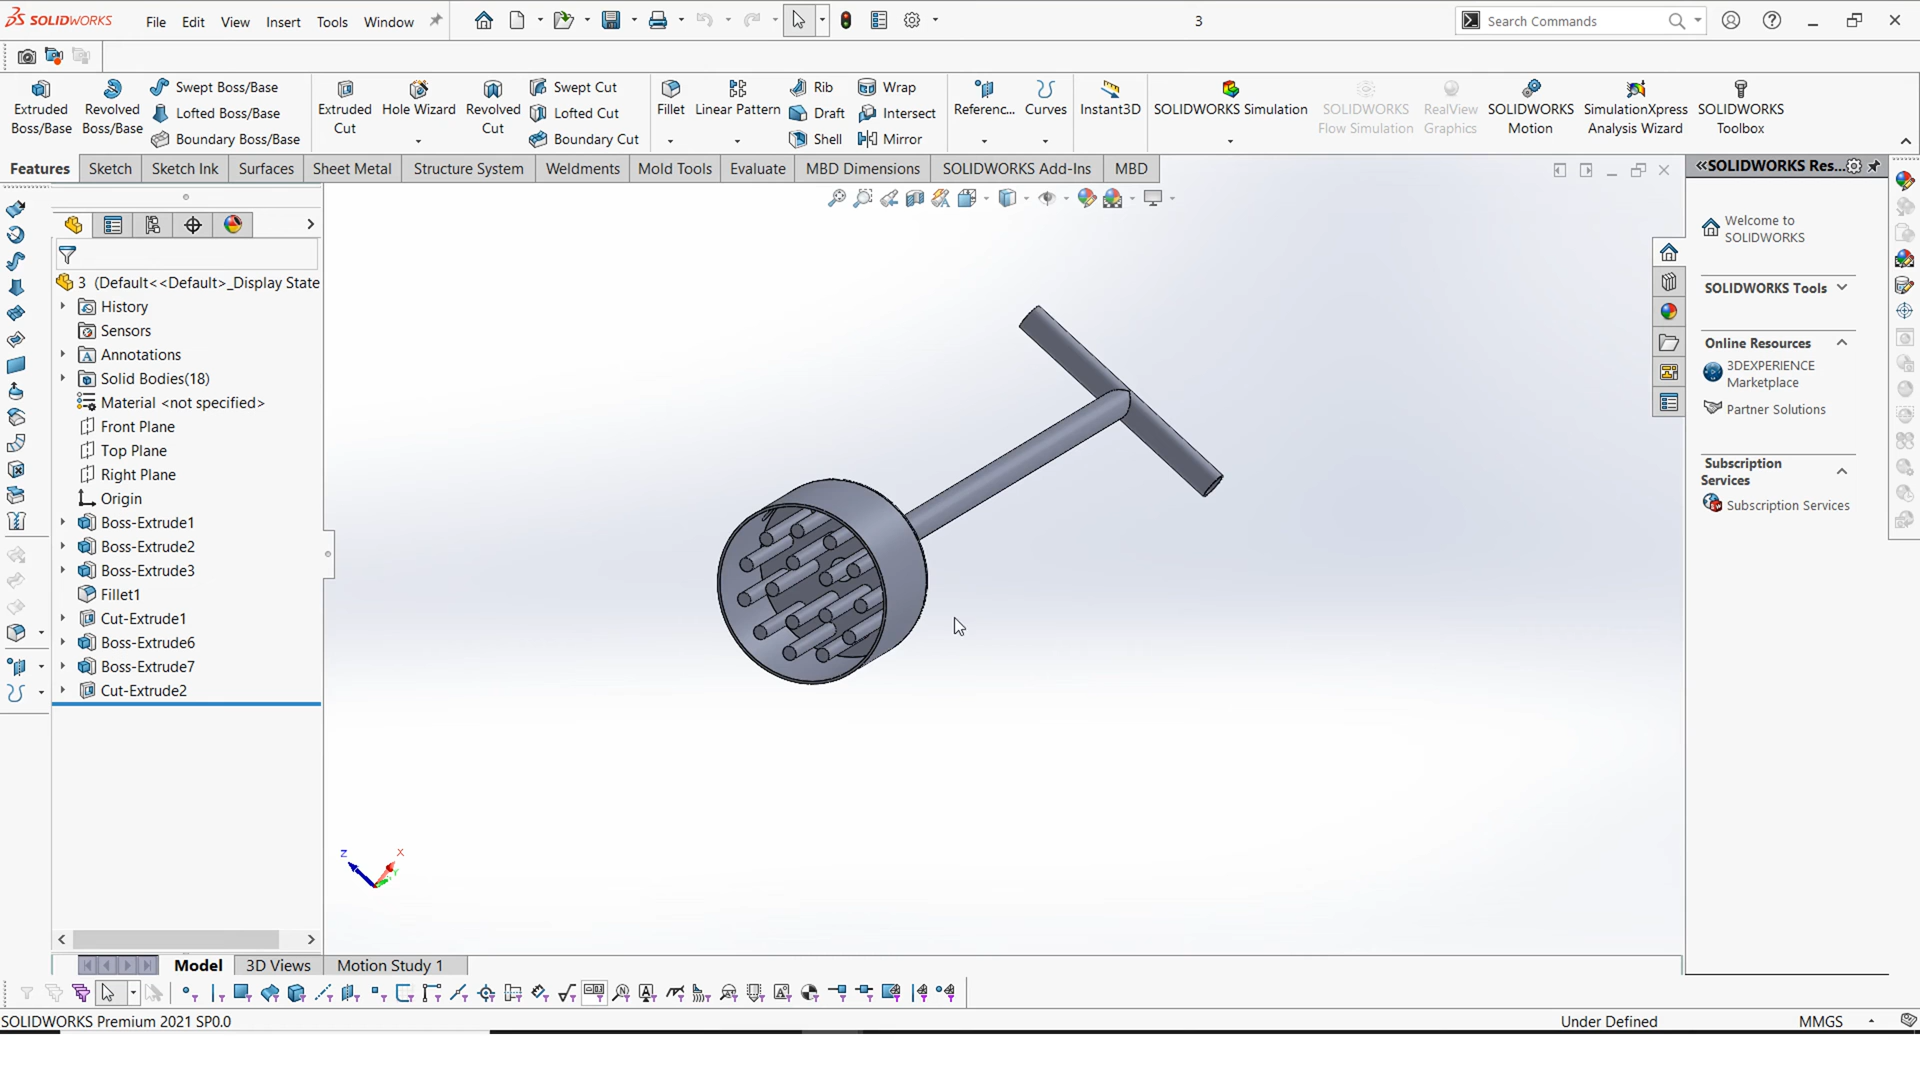 SOLIDWORKS
File Edit View Insert Tools Window
3
Search Commands
Extruded Boss/Base
Revolved Boss/Base
Swept Boss/Base
Lofted Boss/Base
Boundary Boss/Base
Extruded Cut
Hole Wizard
Revolved Cut
Swept Cut
Lofted Cut
Boundary Cut
Fillet
Linear Pattern
Rib
Draft
Shell
Wrap
Intersect
Mirror
Referenc...
Curves
Instant3D
SOLIDWORKS Simulation
SOLIDWORKS Flow Simulation
RealView Graphics
SOLIDWORKS Motion
SimulationXpress Analysis Wizard
SOLIDWORKS Toolbox
Features Sketch Sketch Ink Surfaces Sheet Metal Structure System Weldments Mold Tools Evaluate MBD Dimensions SOLIDWORKS Add-Ins MBD
3 (Default<<Default>_Display State
History
Sensors
Annotations
Solid Bodies(18)
Material <not specified>
Front Plane
Top Plane
Right Plane
Origin
Boss-Extrude1
Boss-Extrude2
Boss-Extrude3
Fillet1
Cut-Extrude1
Boss-Extrude6
Boss-Extrude7
Cut-Extrude2
Z
X
Y
SOLIDWORKS Res...
Welcome to
SOLIDWORKS
SOLIDWORKS Tools
Online Resources
3DEXPERIENCE
Marketplace
Partner Solutions
Subscription
Services
Subscription Services
Model 3D Views Motion Study 1
SOLIDWORKS Premium 2021 SP0.0
Under Defined
MMGS